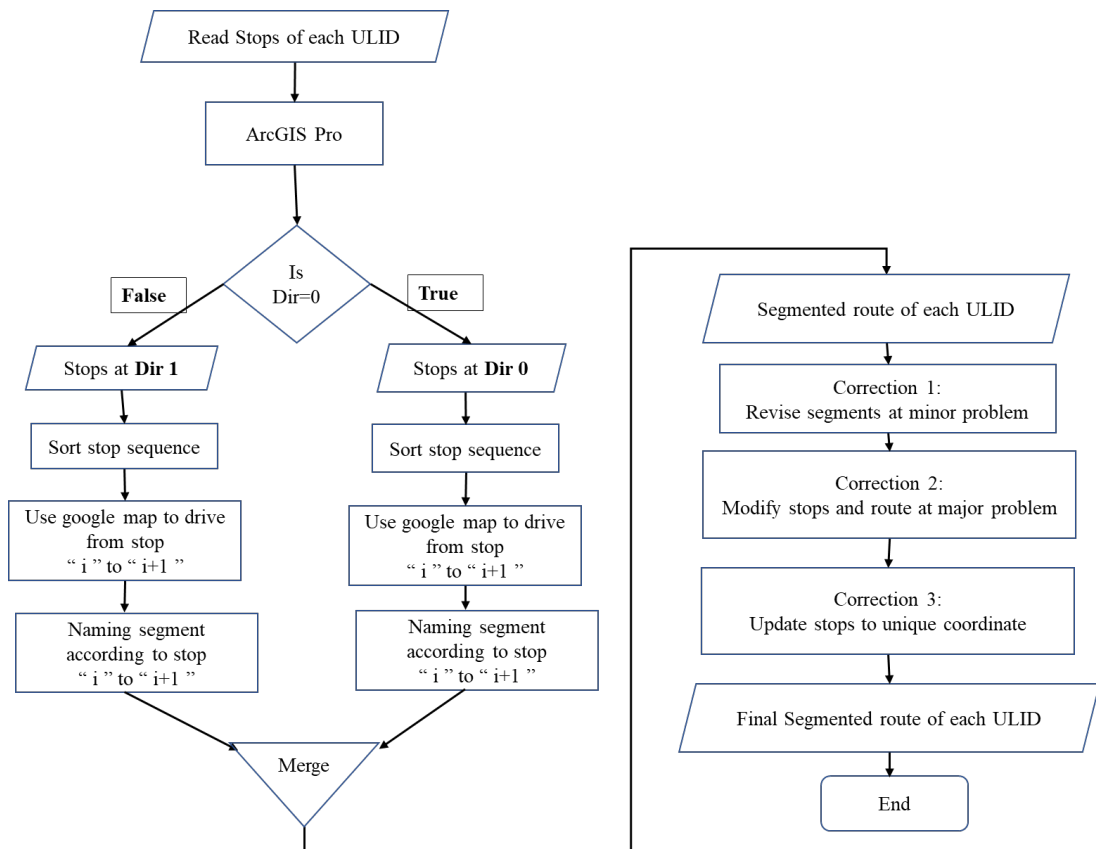 Read Stops of each ULID
ArcGIS Pro
Is
Dir=0
False
True
Stops at Dir 1
Sort stop sequence
Use google map to drive
from stop
“ i ” to “ i+1 ”
Naming segment
according to stop
“ i ” to “ i+1 ”
Stops at Dir 0
Sort stop sequence
Use google map to drive
from stop
“ i ” to “ i+1 ”
Naming segment
according to stop
“ i ” to “ i+1 ”
Merge
Segmented route of each ULID
Correction 1:
Revise segments at minor problem
Correction 2:
Modify stops and route at major problem
Correction 3:
Update stops to unique coordinate
Final Segmented route of each ULID
End